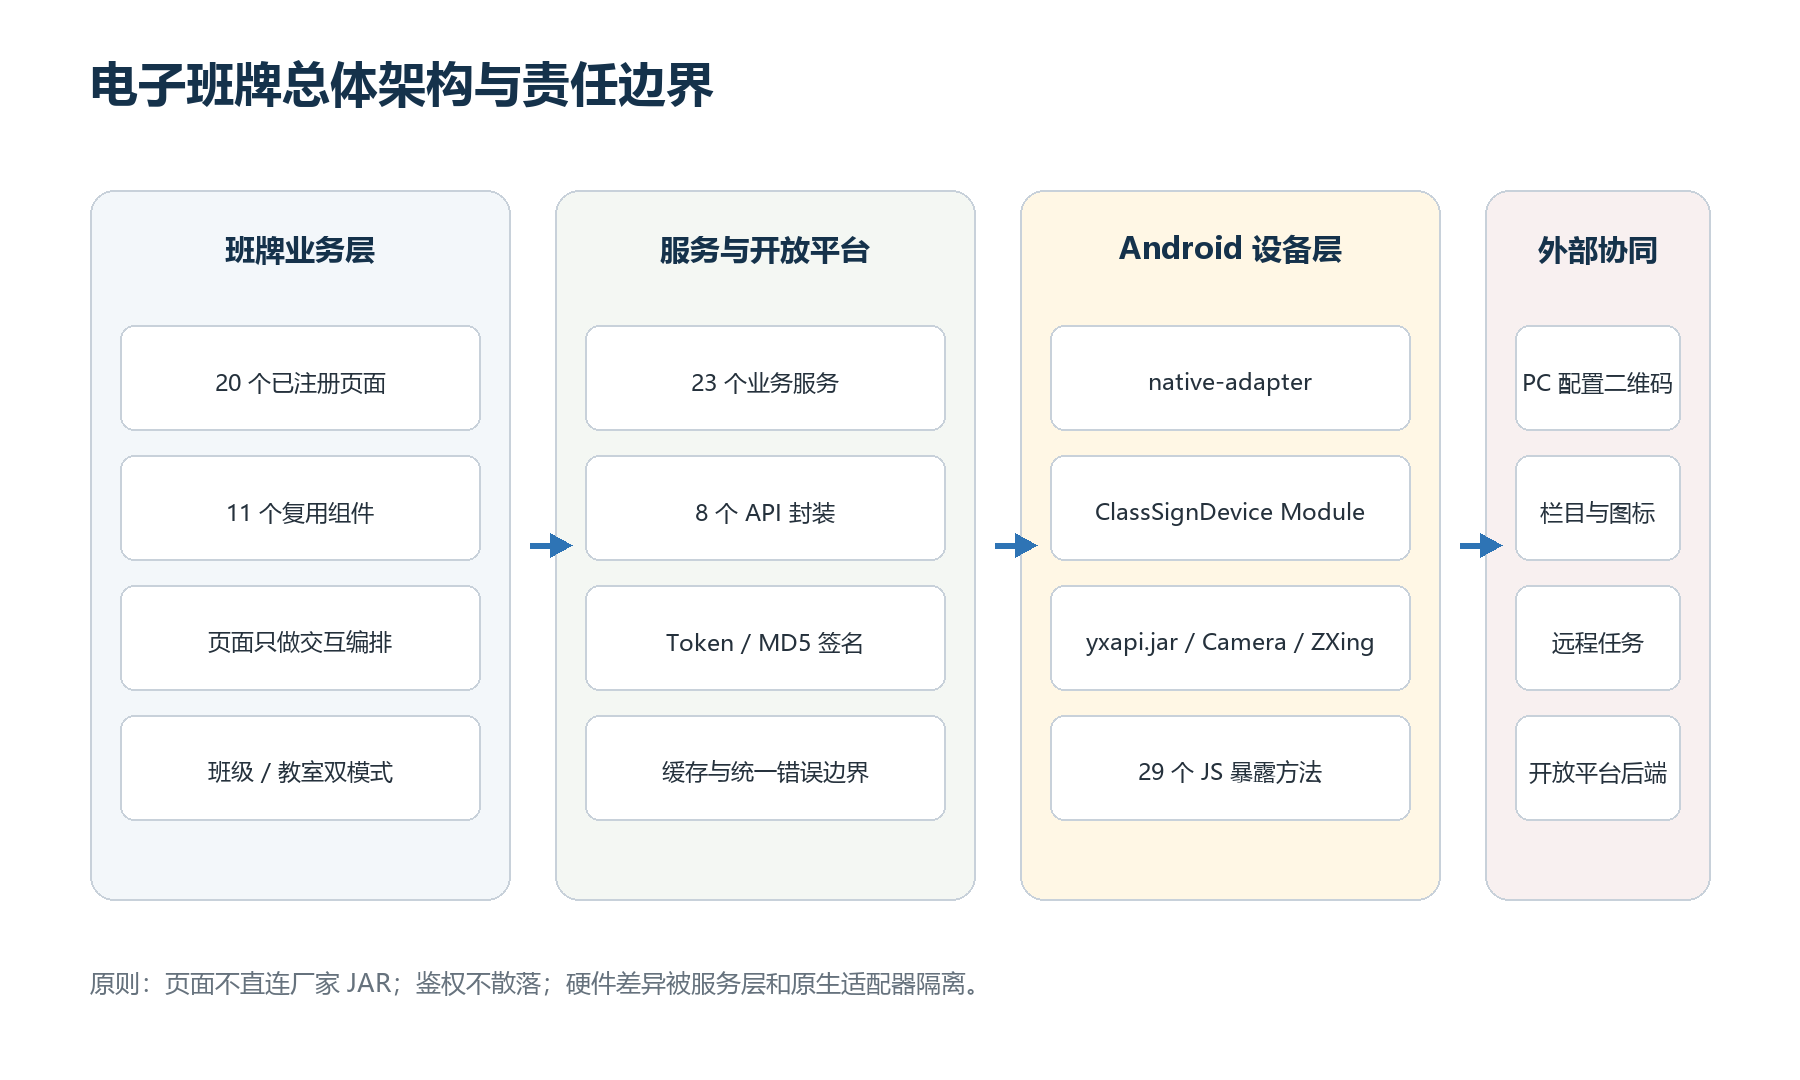 电子班牌总体架构与责任边界
班牌业务层
20 个已注册页面
11 个复用组件
页面只做交互编排
班级 / 教室双模式
服务与开放平台
23 个业务服务
8 个 API 封装
Token / MD5 签名
缓存与统一错误边界
Android 设备层
native-adapter
ClassSignDevice Module
yxapi.jar / Camera / ZXing
29 个 JS 暴露方法
外部协同
PC 配置二维码
栏目与图标
远程任务
开放平台后端
原则：页面不直连厂家 JAR；鉴权不散落；硬件差异被服务层和原生适配器隔离。